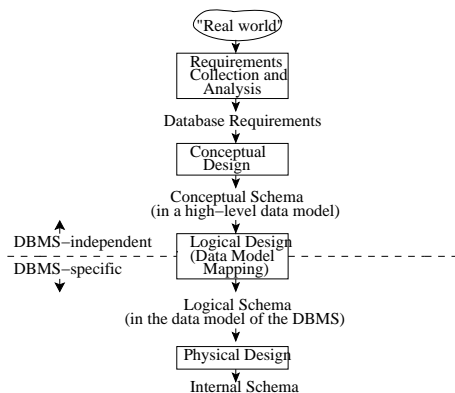 "Real world"
Requirements
Collection and
Analysis
Database Requirements
Conceptual
Design
Conceptual Schema
(in a high−level data model)
DBMS−independent
Logical Design
(Data Model
Mapping)
DBMS−specific
Logical Schema
(in the data model of the DBMS)
Physical Design
Internal Schema